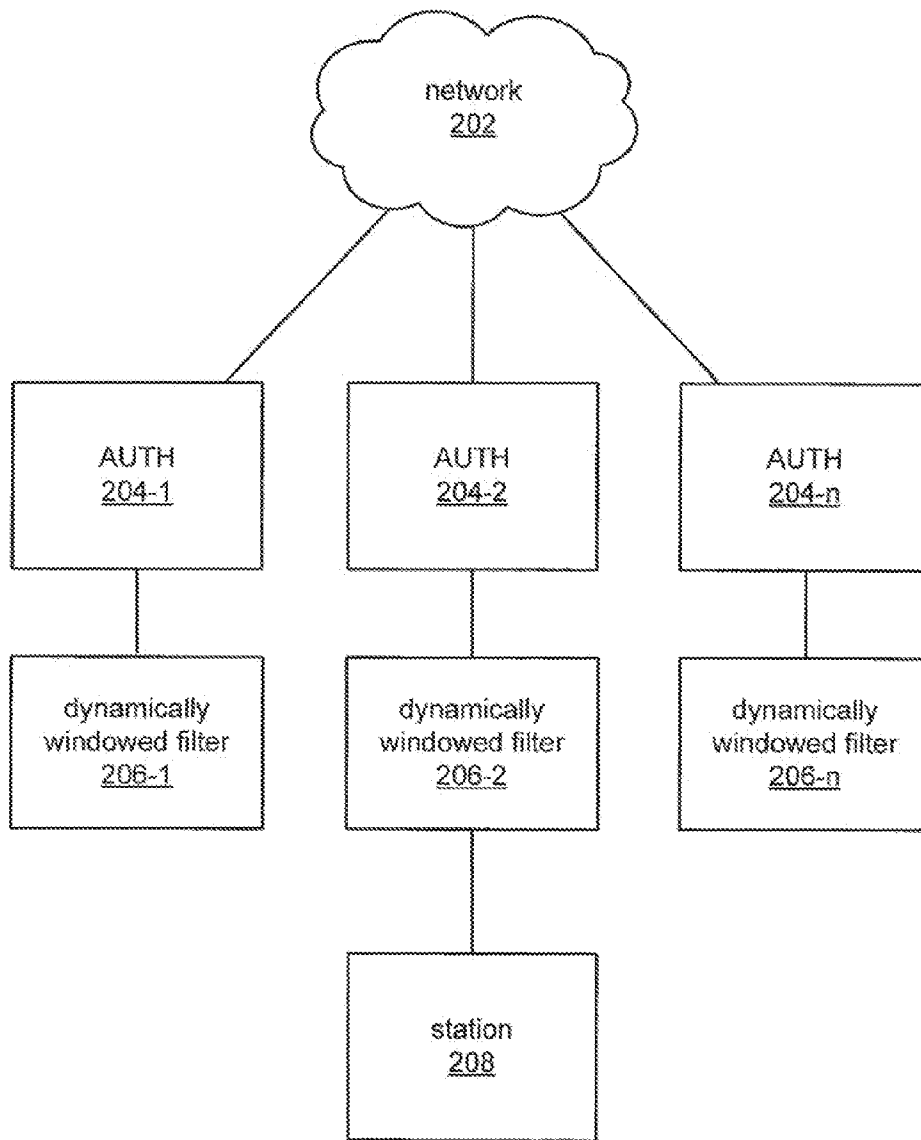 network
202
AUTH
204-1
AUTH
204-2
AUTH
204-n
dynamically
windowed filter
206-1
dynamically
windowed filter
206-2
dynamically
windowed filter
206-n
station
208